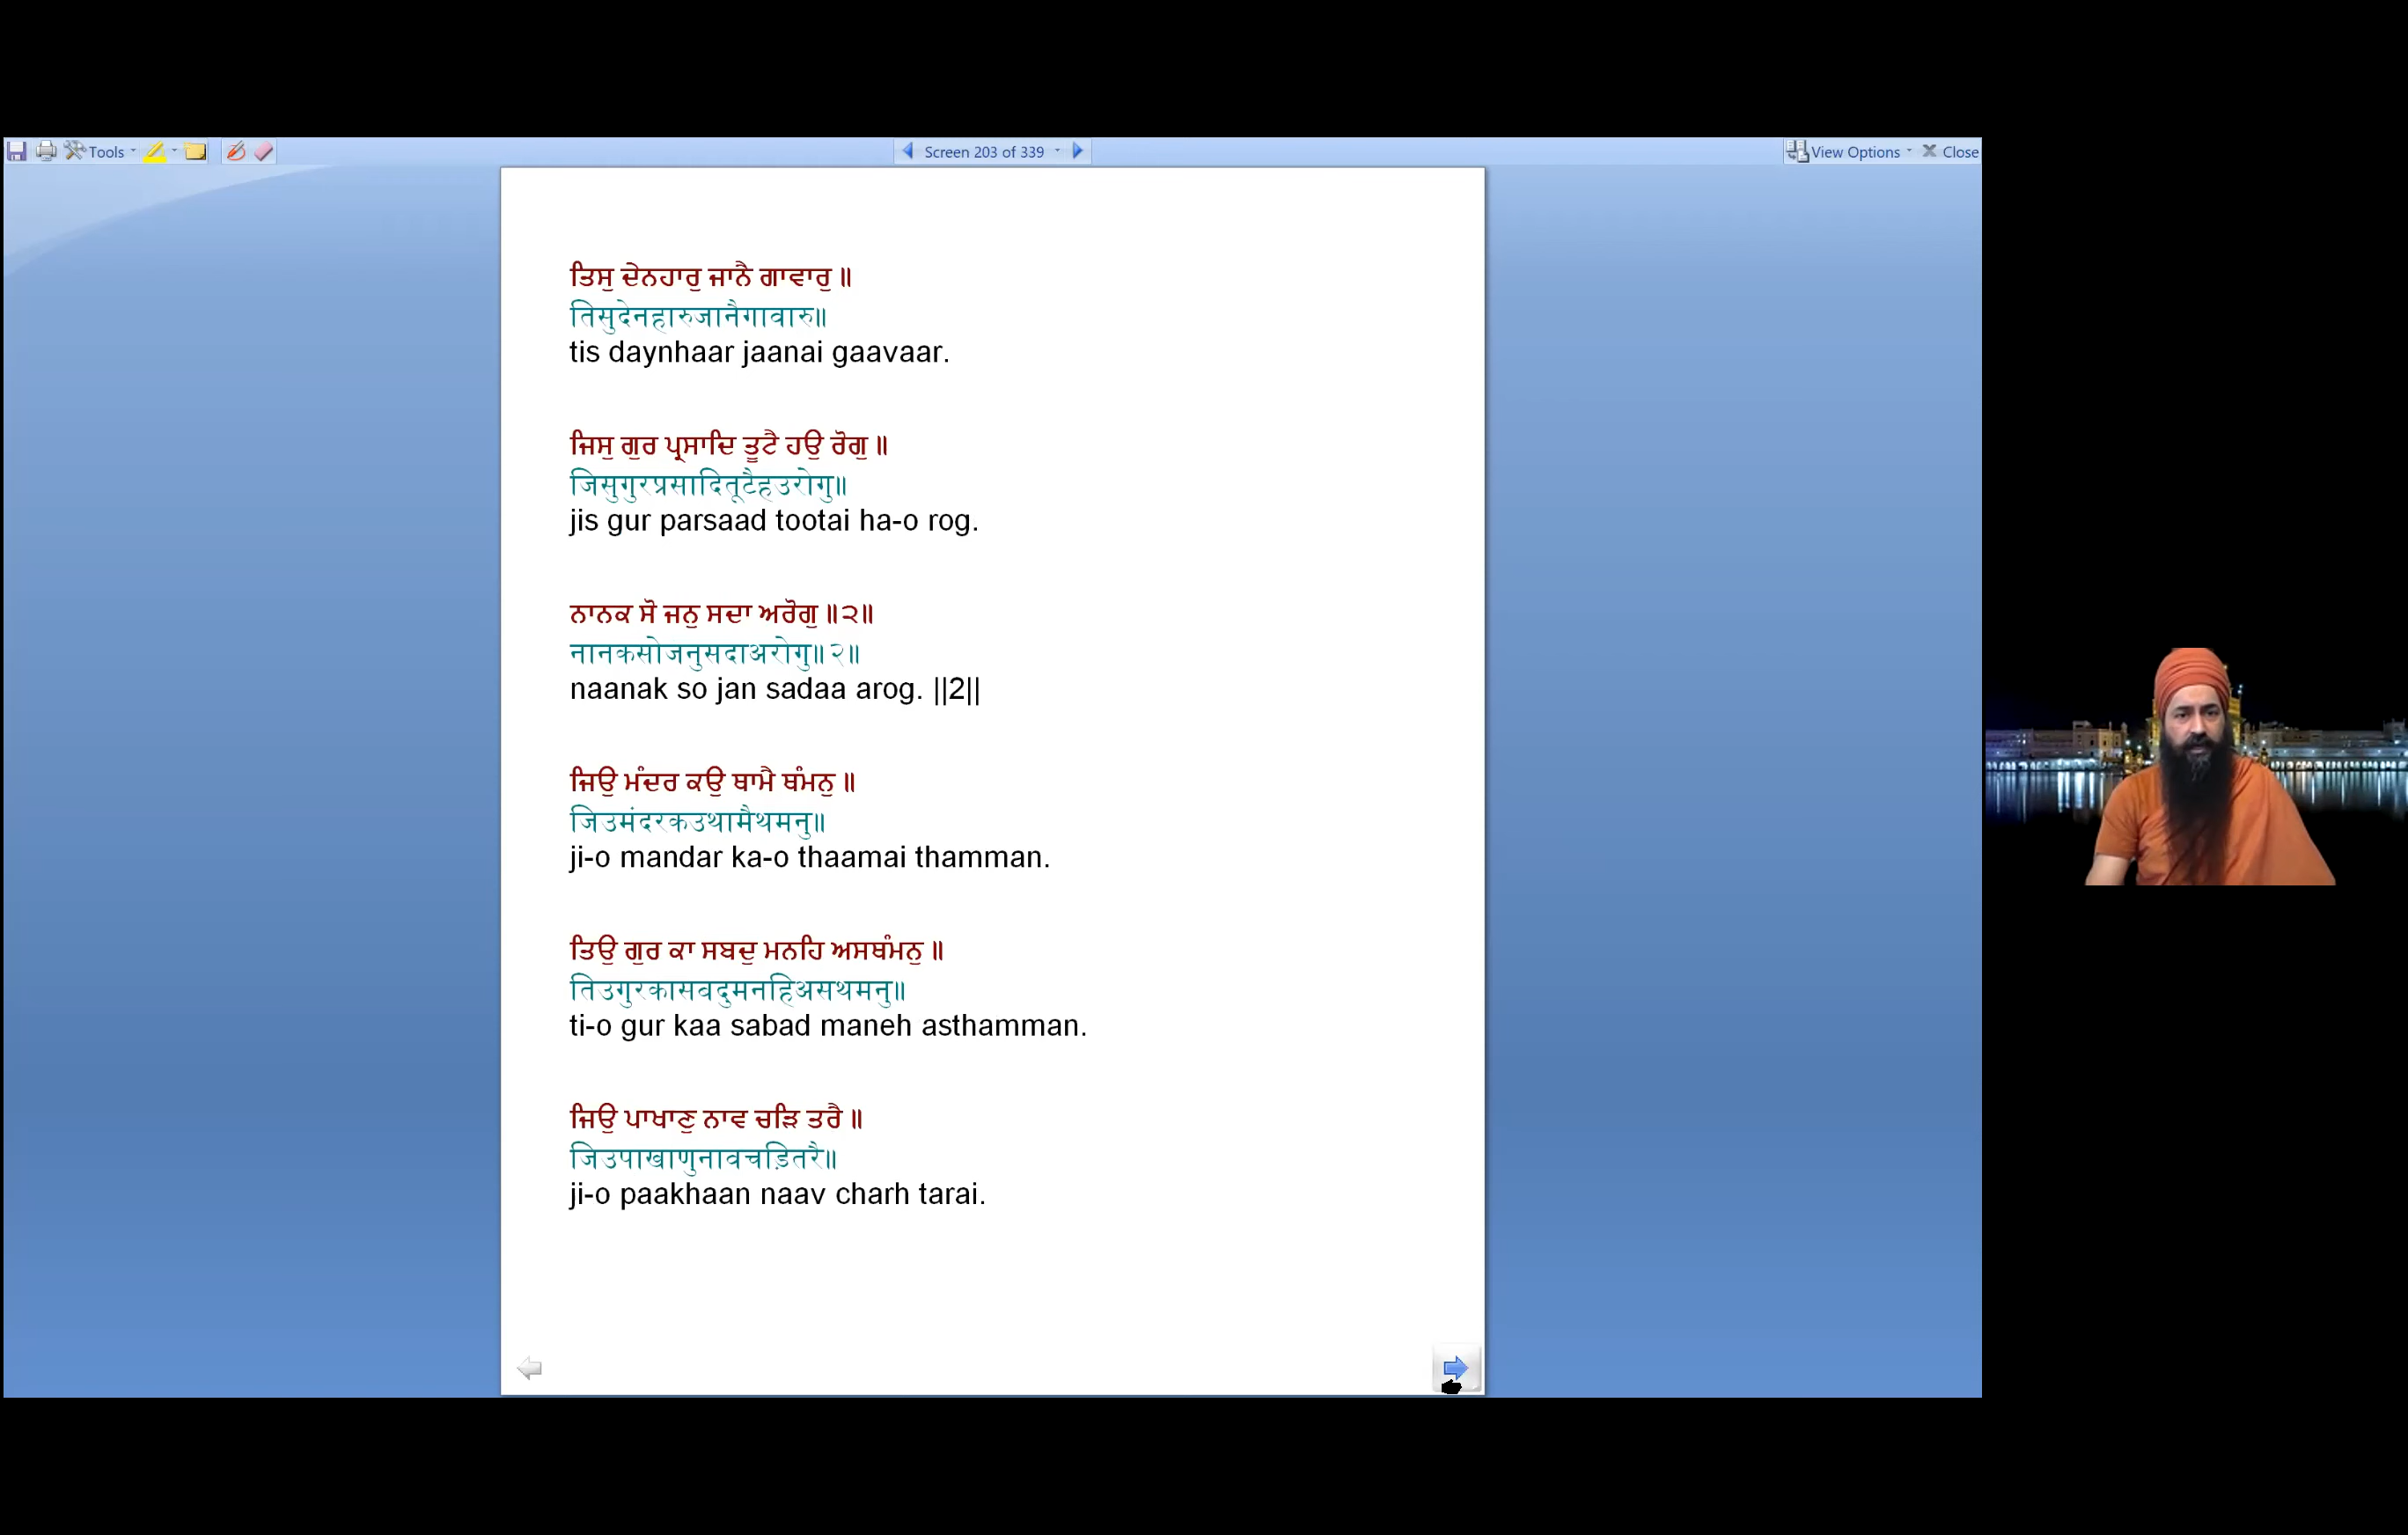 Tools
Screen 203 of 339
View Options
Close
ਤਿਸੁ ਦੇਨਹਾਰੁ ਜਾਨੈ ਗਾਵਾਰੁ ॥
तिसुदेनहारुजानैगावारु॥
tis daynhaar jaanai gaavaar.
ਜਿਸੁ ਗੁਰ ਪ੍ਰਸਾਦਿ ਤੂਟੈ ਹਉ ਰੋਗੁ ॥
जिसुगुरप्रसादितूटैहउरोगु॥
jis gur parsaad tootai ha-o rog.
ਨਾਨਕ ਸੋ ਜਨੁ ਸਦਾ ਅਰੋਗੁ ॥੨॥
नानकसोजनुसदाअरोगु॥२॥
naanak so jan sadaa arog. ||2||
ਜਿਉ ਮੰਦਰ ਕਉ ਥਾਮੈ ਥੰਮਨੁ ॥
जिउमंदरकउथामैथमनु॥
ji-o mandar ka-o thaamai thamman.
ਤਿਉ ਗੁਰ ਕਾ ਸਬਦੁ ਮਨਹਿ ਅਸਥੰਮਨੁ ॥
तिउगुरकासवदुमनहिअसथमनु॥
ti-o gur kaa sabad maneh asthamman.
ਜਿਉ ਪਾਖਾਣੁ ਨਾਵ ਚੜਿ ਤਰੈ ॥
जिउपाखाणुनावचड़ितरै॥
ji-o paakhaan naav charh tarai.